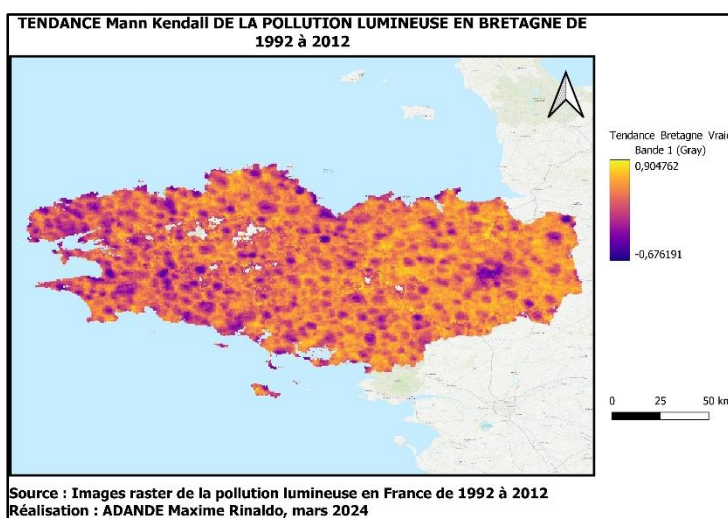 TENDANCE Mann Kendall DE LA POLLUTION LUMINEUSE EN BRETAGNE DE
1992 à 2012
Tendance Bretagne Vraie
Bande 1 (Gray)
0,904762
-0,676191
0 25 50 km
Source : Images raster de la pollution lumineuse en France de 1992 à 2012
Réalisation : ADANDE Maxime Rinaldo, mars 2024